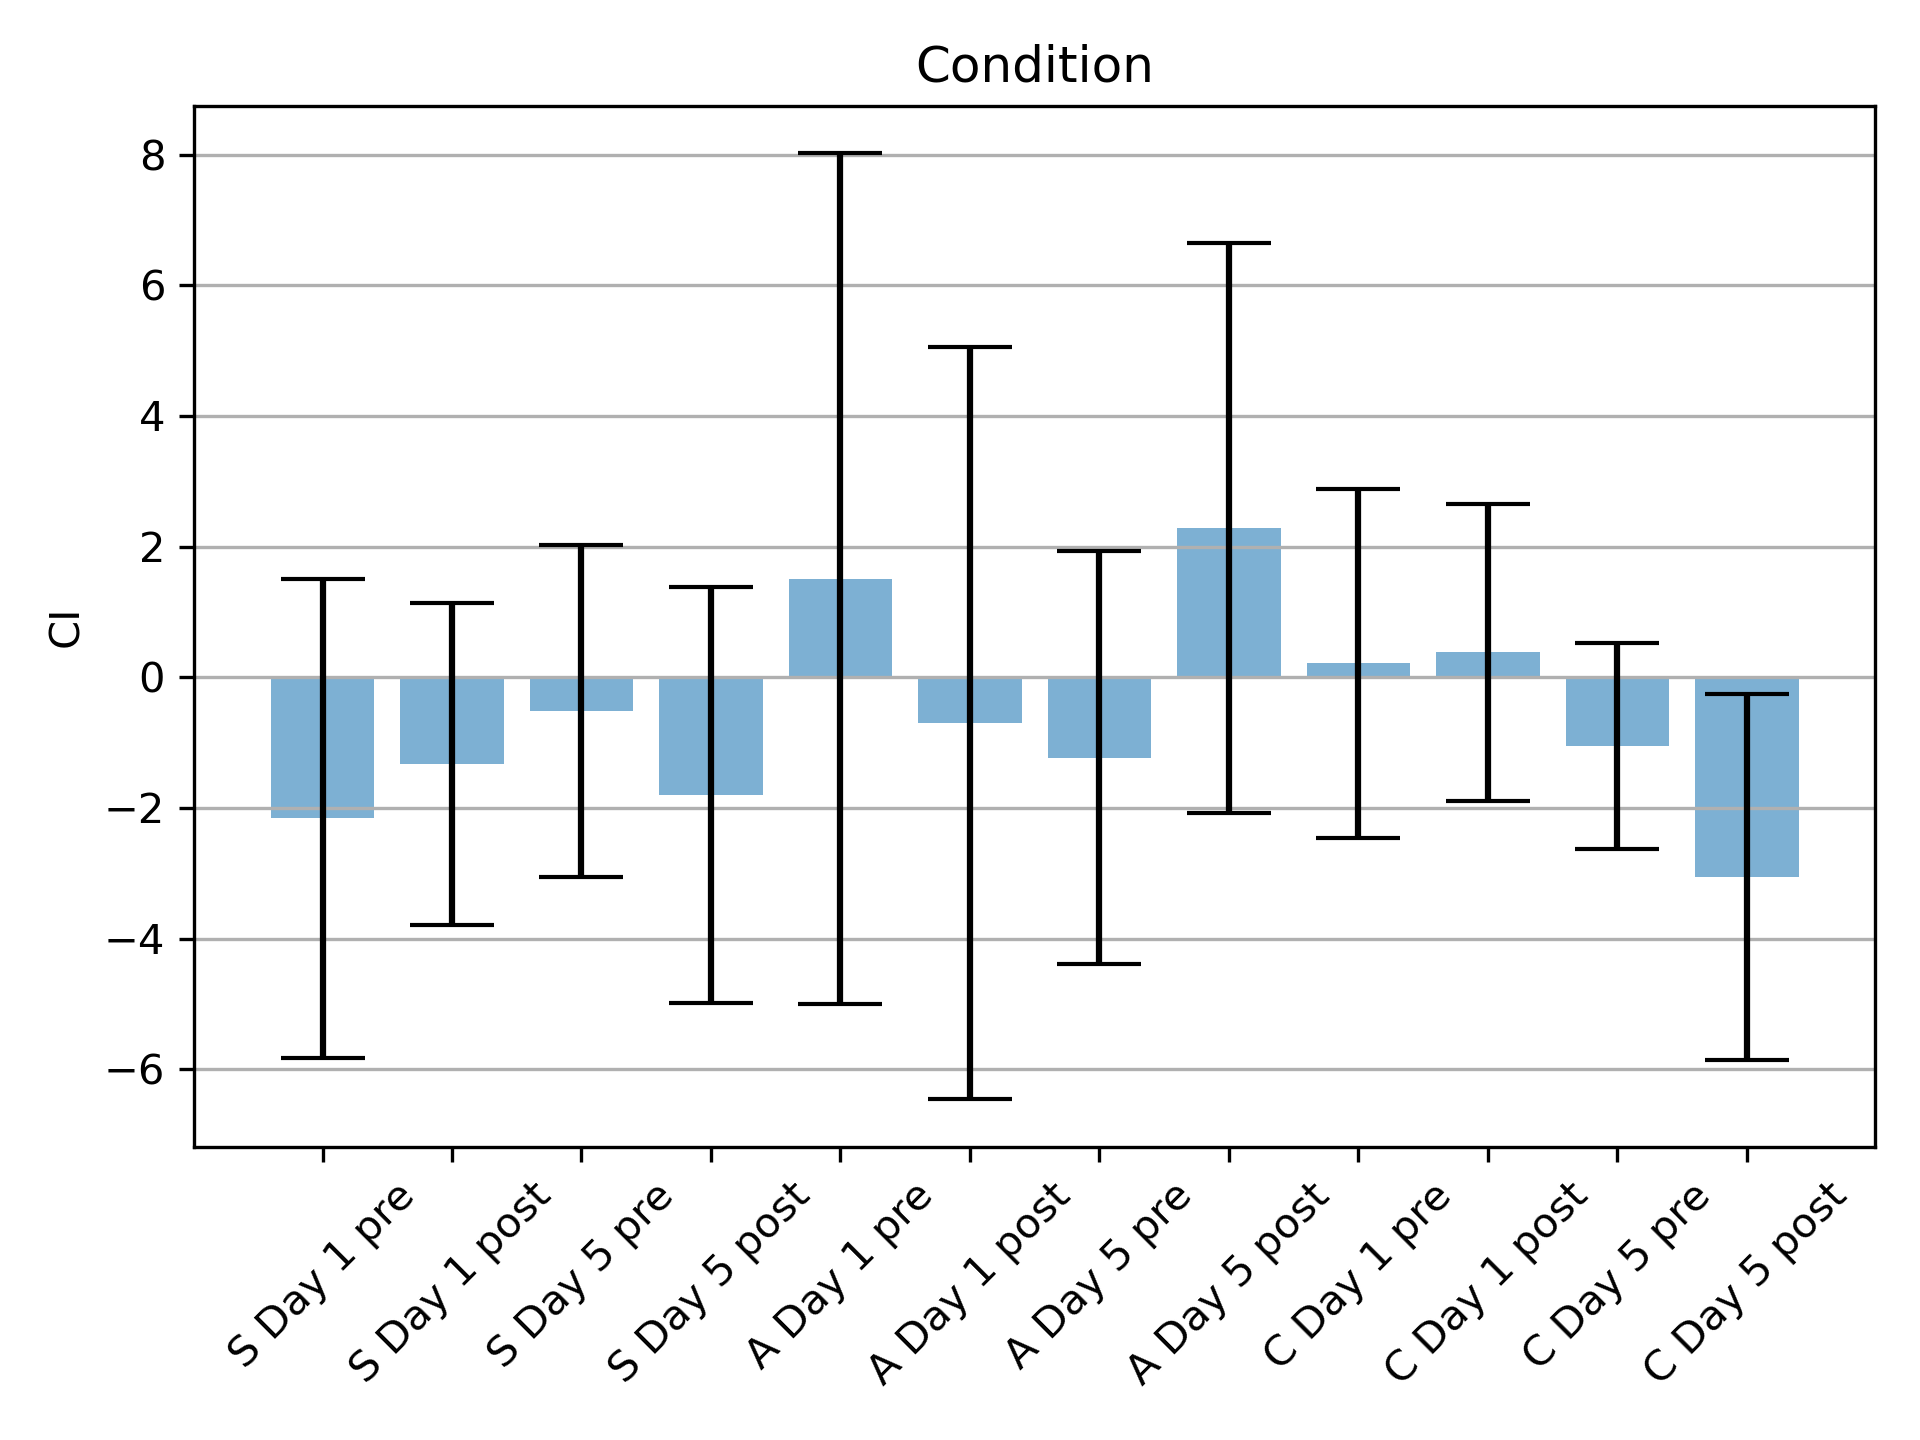 Condition
CI
8
6
4
2
0
−2
−4
−6
S Day 1 pre
S Day 1 post
S Day 5 pre
S Day 5 post
A Day 1 pre
A Day 1 post
A Day 5 pre
A Day 5 post
C Day 1 pre
C Day 1 post
C Day 5 pre
C Day 5 post